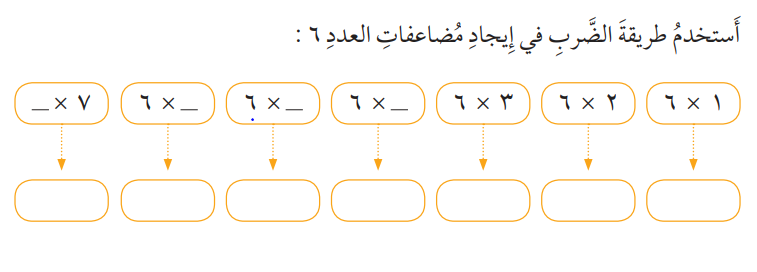 أَستخدمُ طريقةَ الضَّربِ في إِيجادِ مُضاعفاتِ العددِ ٦ :
١ × ٦
٢ × ٦
٣ × ٦
_ × ٦
_ × ٦
_ × ٦
٧ × _